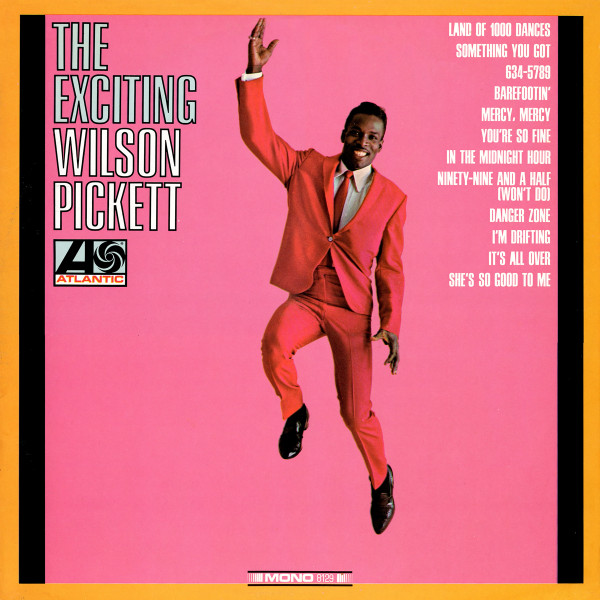 THE
EXCITING
WILSON
PICKETT
ATLANTIC
LAND OF 1000 DANCES
SOMETHING YOU GOT
634-5789
BAREFOOTIN'
MERCY, MERCY
YOU'RE SO FINE
IN THE MIDNIGHT HOUR
NINETY-NINE AND A HALF
(WON'T DO)
DANGER ZONE
I'M DRIFTING
IT'S ALL OVER
SHE'S SO GOOD TO ME
MONO 8129